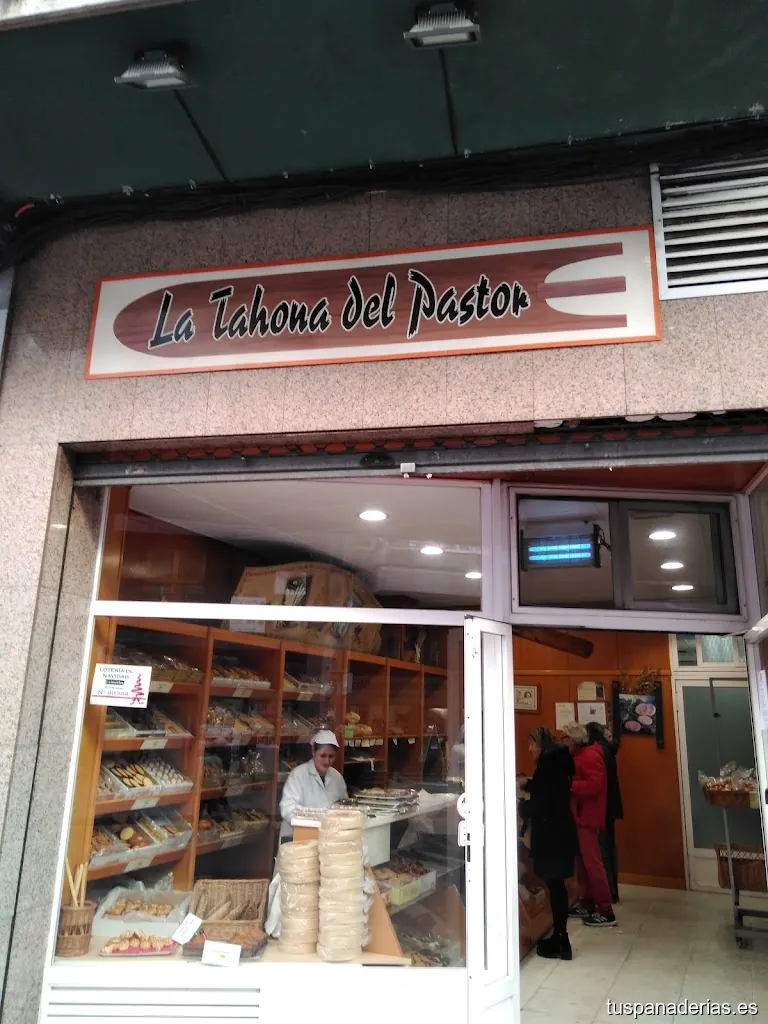 La Tahona del Pastor
LOTERÍA DE
NAVIDAD
tuspanaderias.es